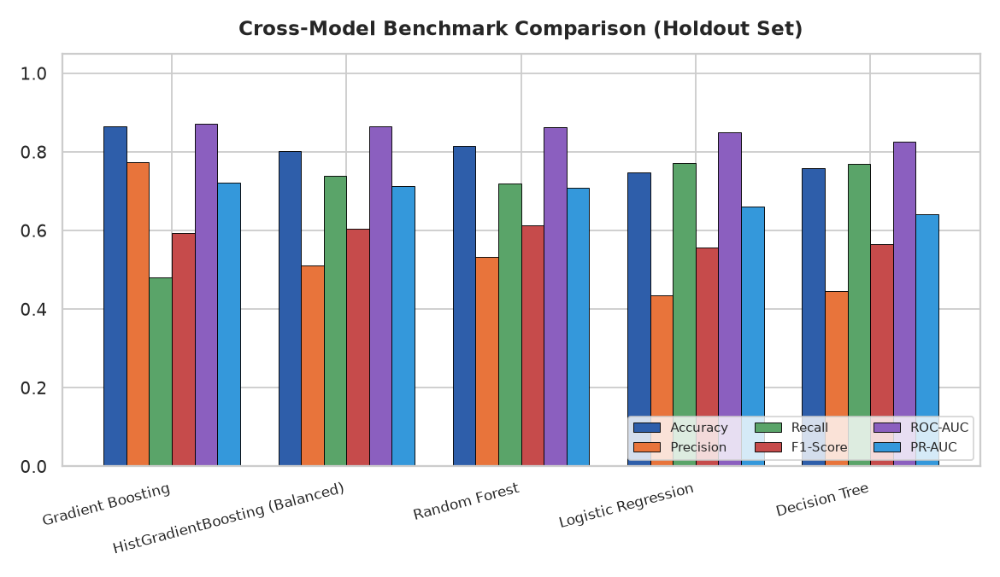 Cross-Model Benchmark Comparison (Holdout Set)
1.0
0.8
0.6
0.4
0.2
0.0
Accuracy Recall ROC-AUC
Precision F1-Score PR-AUC
Gradient Boosting
HistGradientBoosting (Balanced)
Random Forest
Logistic Regression
Decision Tree